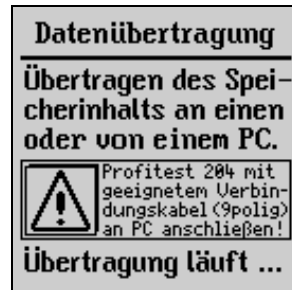 Datenübertragung
Übertragen des Spei-
cherinhalts an einen
oder von einem PC.
Profitest 204 mit
geeignetem Verbin-
dungskabel (9polig)
an PC anschließen!
Übertragung läuft ...